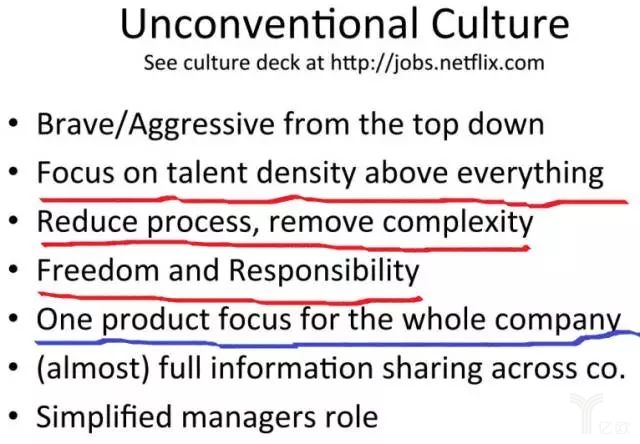 Unconventional Culture
See culture deck at http://jobs.netflix.com
• Brave/Aggressive from the top down
• Focus on talent density above everything
• Reduce process, remove complexity
• Freedom and Responsibility
• One product focus for the whole company
• (almost) full information sharing across co.
• Simplified managers role